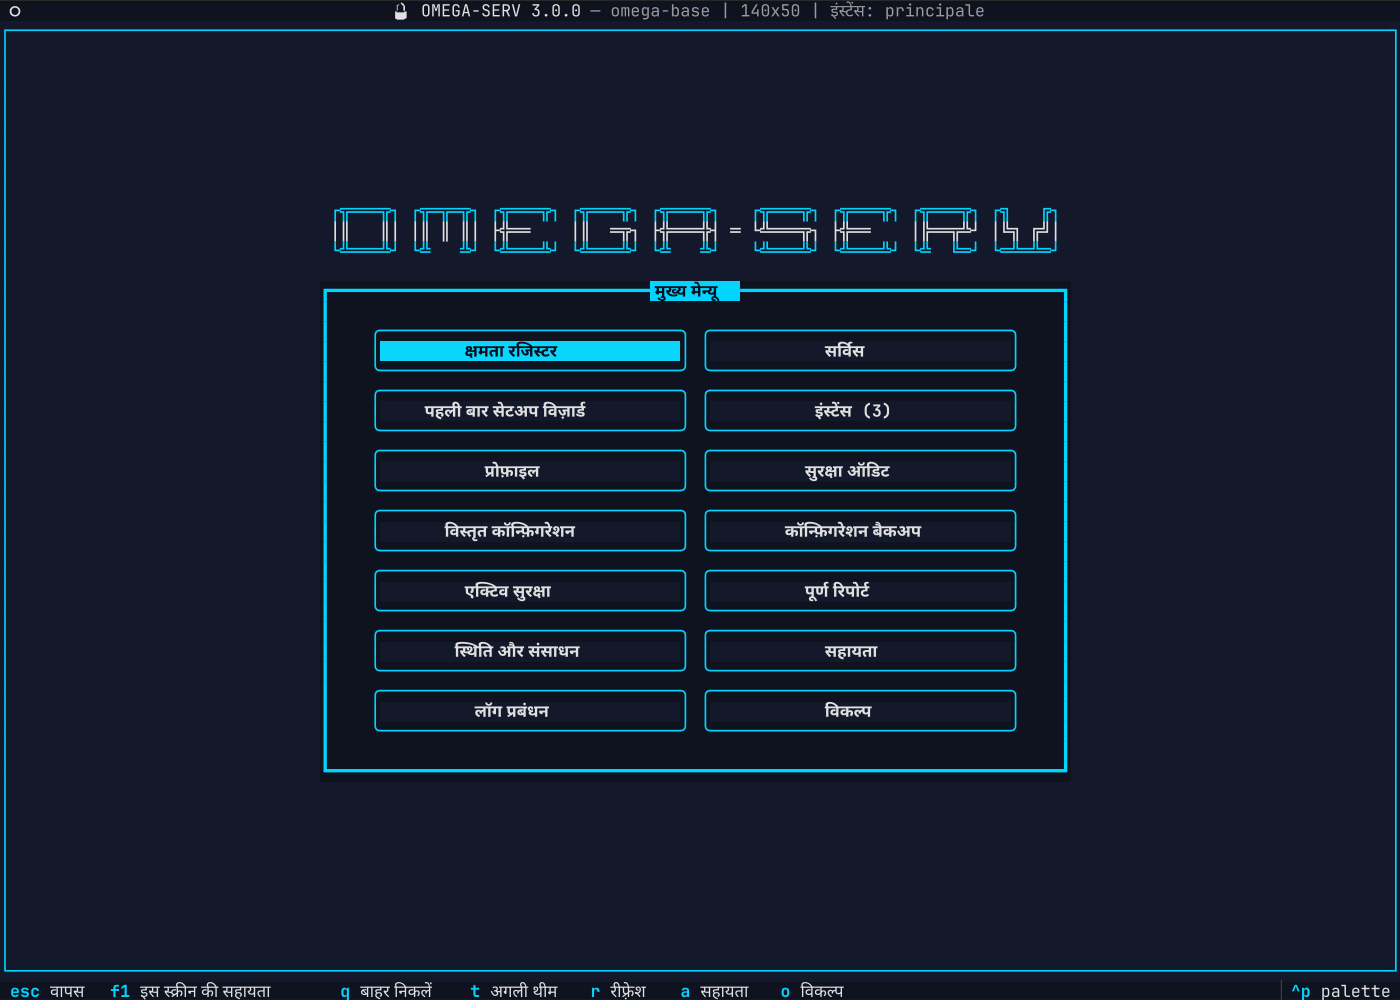 OMEGA-SERV 3.0.0 — omega-base | 140x50 | इंस्टेंस: principale
OMEGA-SERV
मुख्य मेन्यू
क्षमता रजिस्टर
सर्विस
पहली बार सेटअप विज़ार्ड
इंस्टेंस (3)
प्रोफ़ाइल
सुरक्षा ऑडिट
विस्तृत कॉन्फ़िगरेशन
कॉन्फ़िगरेशन बैकअप
एक्टिव सुरक्षा
पूर्ण रिपोर्ट
स्थिति और संसाधन
सहायता
लॉग प्रबंधन
विकल्प
esc वापस f1 इस स्क्रीन की सहायता q बाहर निकलें t अगली थीम r रीफ़्रेश a सहायता o विकल्प ^p palette